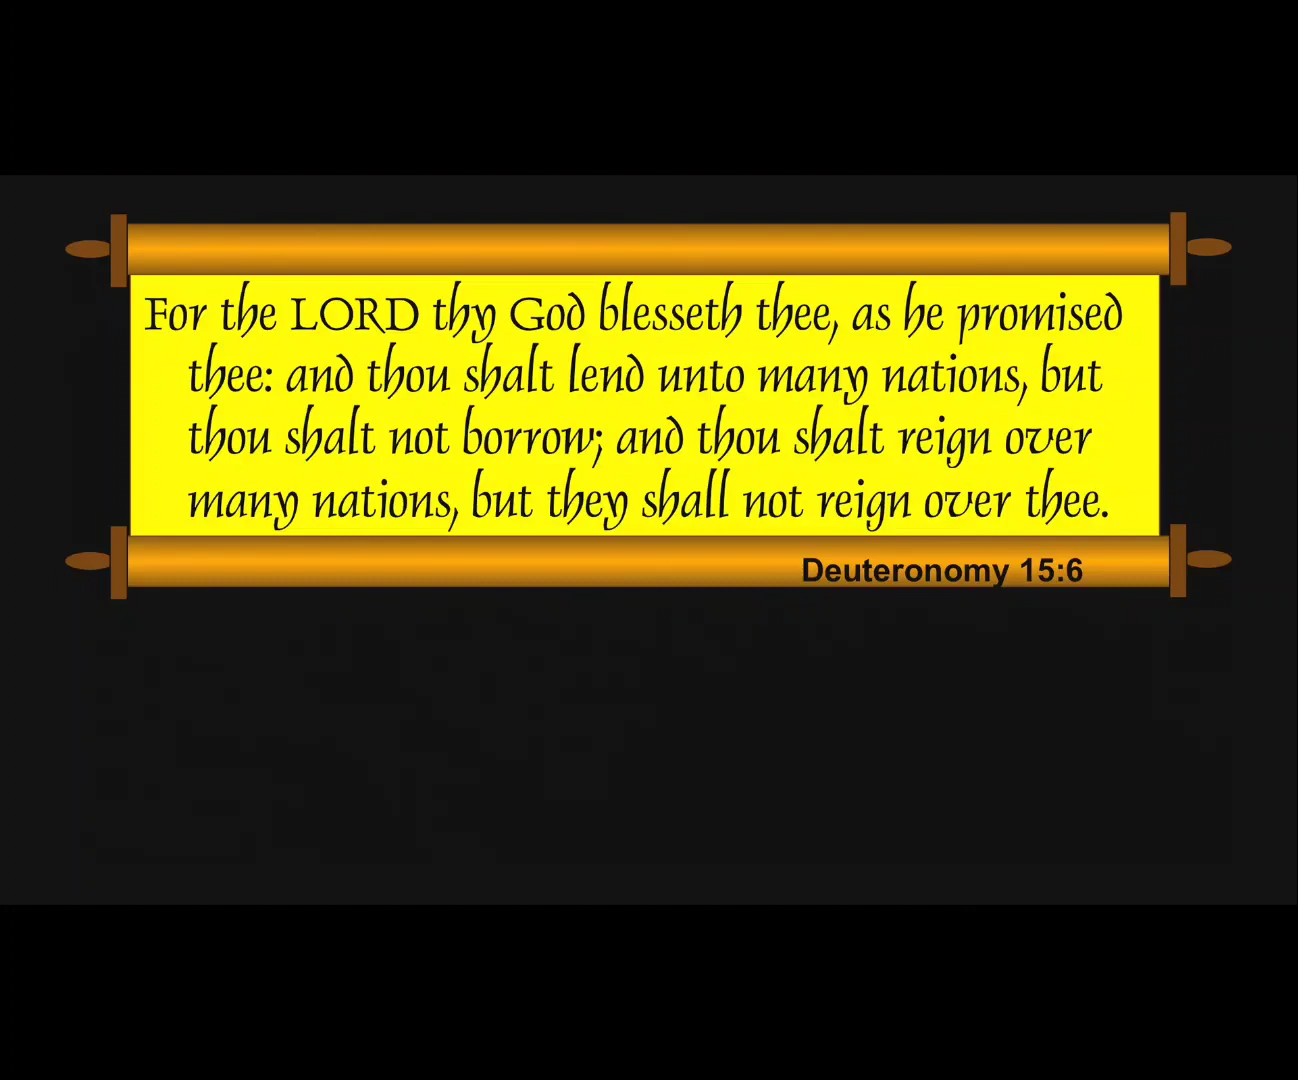 For the LORD thy God blesseth thee, as he promised
thee: and thou shalt lend unto many nations, but
thou shalt not borrow; and thou shalt reign over
many nations, but they shall not reign over thee.
Deuteronomy 15:6